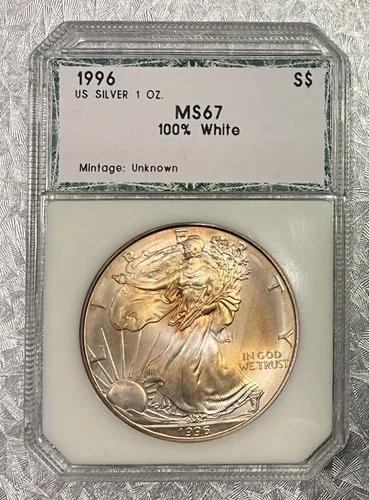 1996 S$
US SILVER 1 OZ.
MS67
100% White
Mintage: Unknown
LIBERTY
IN GOD
WE TRUST
1996